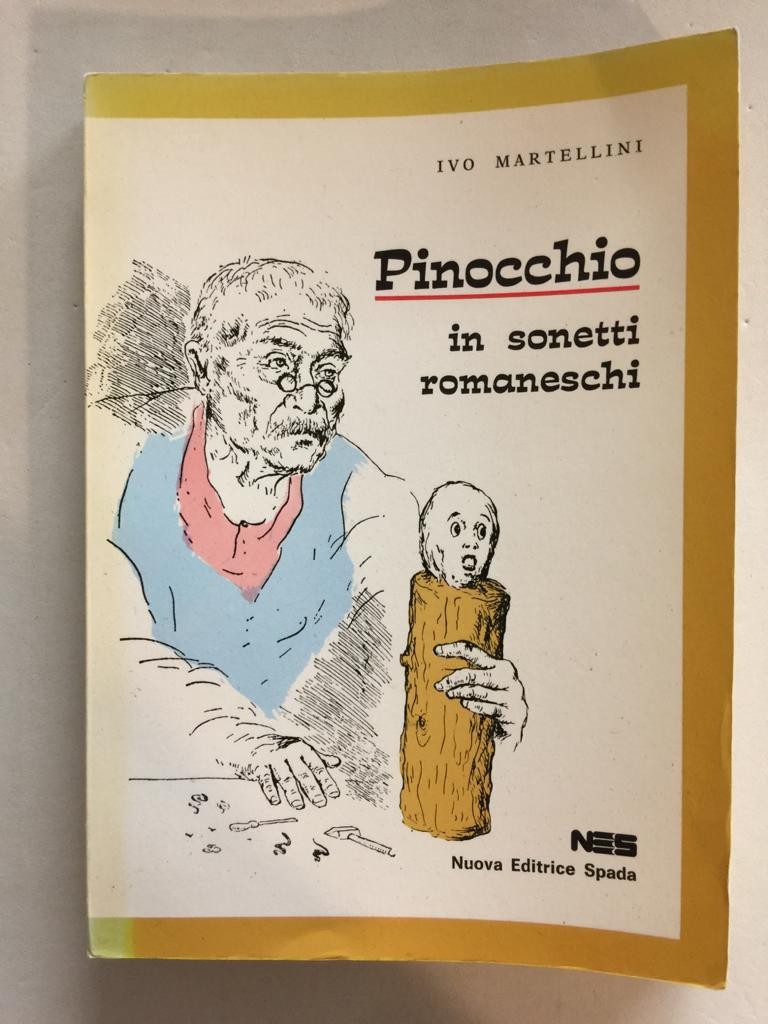 IVO MARTELLINI
Pinocchio
in sonetti
romaneschi
NES
Nuova Editrice Spada